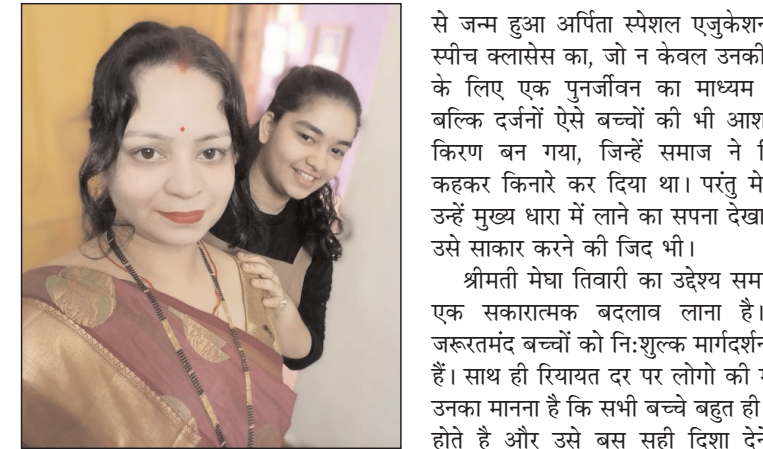 से जन्म हुआ अर्पिता स्पेशल एजुकेशन
स्पीच क्लासेस का, जो न केवल उनकी
के लिए एक पुनर्जीवन का माध्यम
बल्कि दर्जनों ऐसे बच्चों की भी
किरण बन गया, जिन्हें समाज ने
कहकर किनारे कर दिया था। परंतु
उन्हें मुख्य धारा में लाने का सपना देखा
उसे साकार करने की जिद भी।
श्रीमती मेघा तिवारी का उद्देश्य
एक सकारात्मक बदलाव लाना है।
जरूरतमंद बच्चों को नि:शुल्क मार्गदर्शन
हैं। साथ ही रियायत दर पर लोगो की
उनका मानना है कि सभी बच्चे बहुत ही
होते है और उसे बस सही दिशा